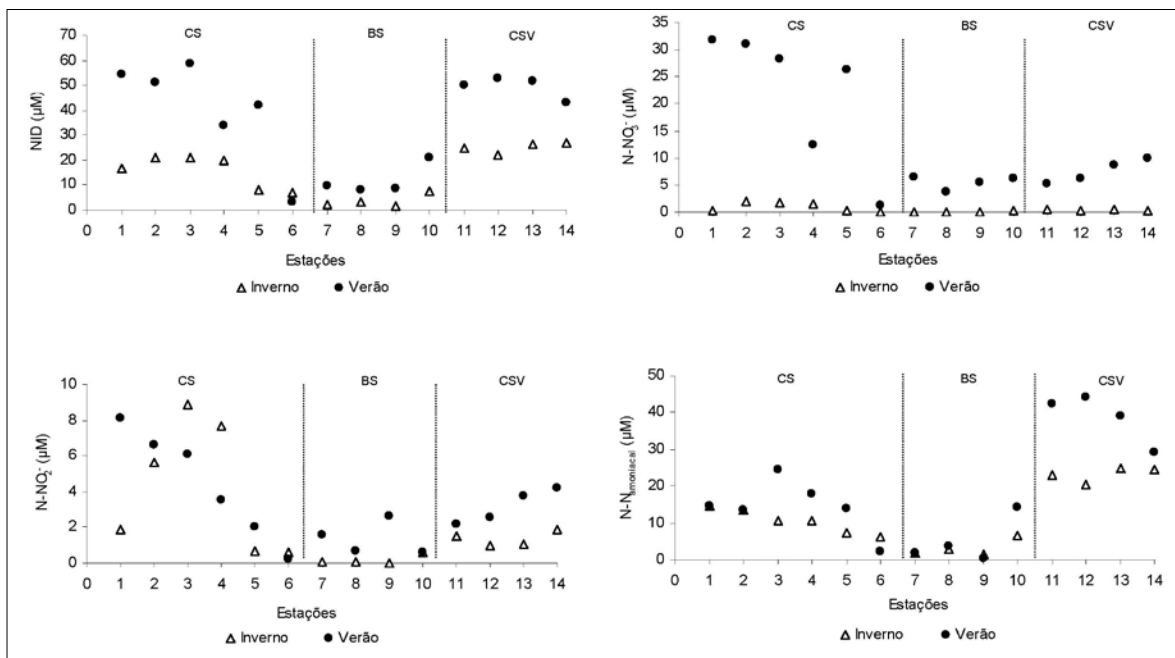 CS BS CSV
NID (µM)
70
60
50
40
30
20
10
0
0 1 2 3 4 5 6 7 8 9 10 11 12 13 14
Estações
△ Inverno ● Verão
CS BS CSV
N-NO₃⁻ (µM)
35
30
25
20
15
10
5
0
0 1 2 3 4 5 6 7 8 9 10 11 12 13 14
Estações
△ Inverno ● Verão
CS BS CSV
N-NO₂⁻ (µM)
10
8
6
4
2
0
0 1 2 3 4 5 6 7 8 9 10 11 12 13 14
Estações
△ Inverno ● Verão
CS BS CSV
N-Namoniacal (µM)
50
40
30
20
10
0
0 1 2 3 4 5 6 7 8 9 10 11 12 13 14
Estações
△ Inverno ● Verão